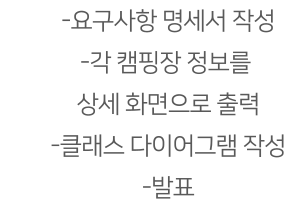 -요구사항 명세서 작성
-각 캠핑장 정보를
상세 화면으로 출력
-클래스 다이어그램 작성
-발표